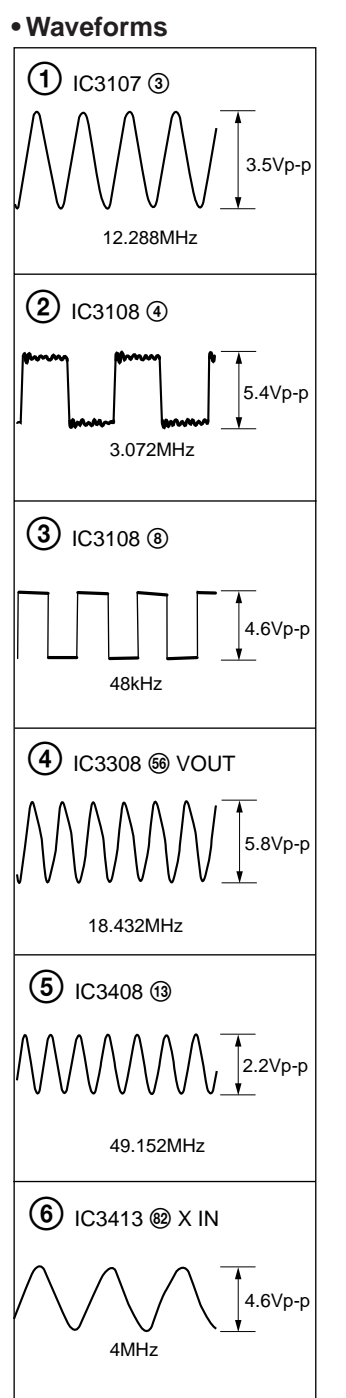 • Waveforms
① IC3107 ③
3.5Vp-p
12.288MHz
② IC3108 ④
5.4Vp-p
3.072MHz
③ IC3108 ⑧
4.6Vp-p
48kHz
④ IC3308 ㊻ VOUT
5.8Vp-p
18.432MHz
⑤ IC3408 ⑬
2.2Vp-p
49.152MHz
⑥ IC3413 82 X IN
4.6Vp-p
4MHz